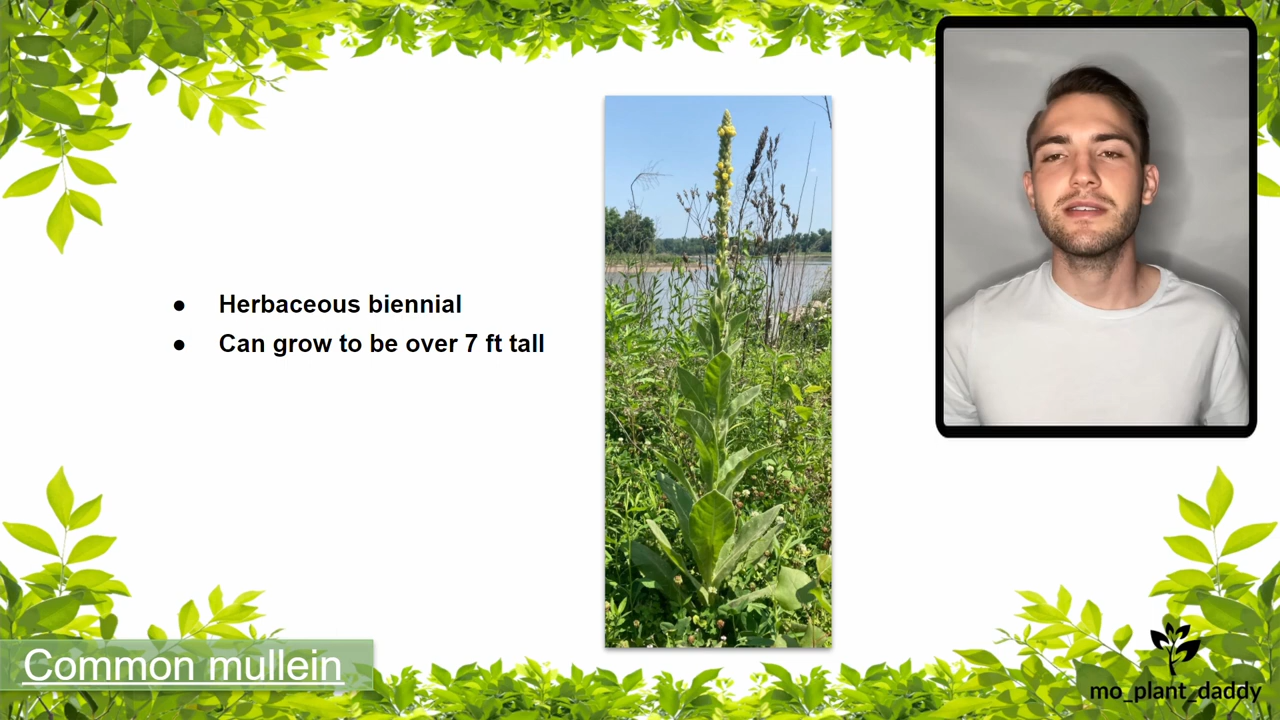 ● Herbaceous biennial
● Can grow to be over 7 ft tall
Common mullein
mo_plant_daddy